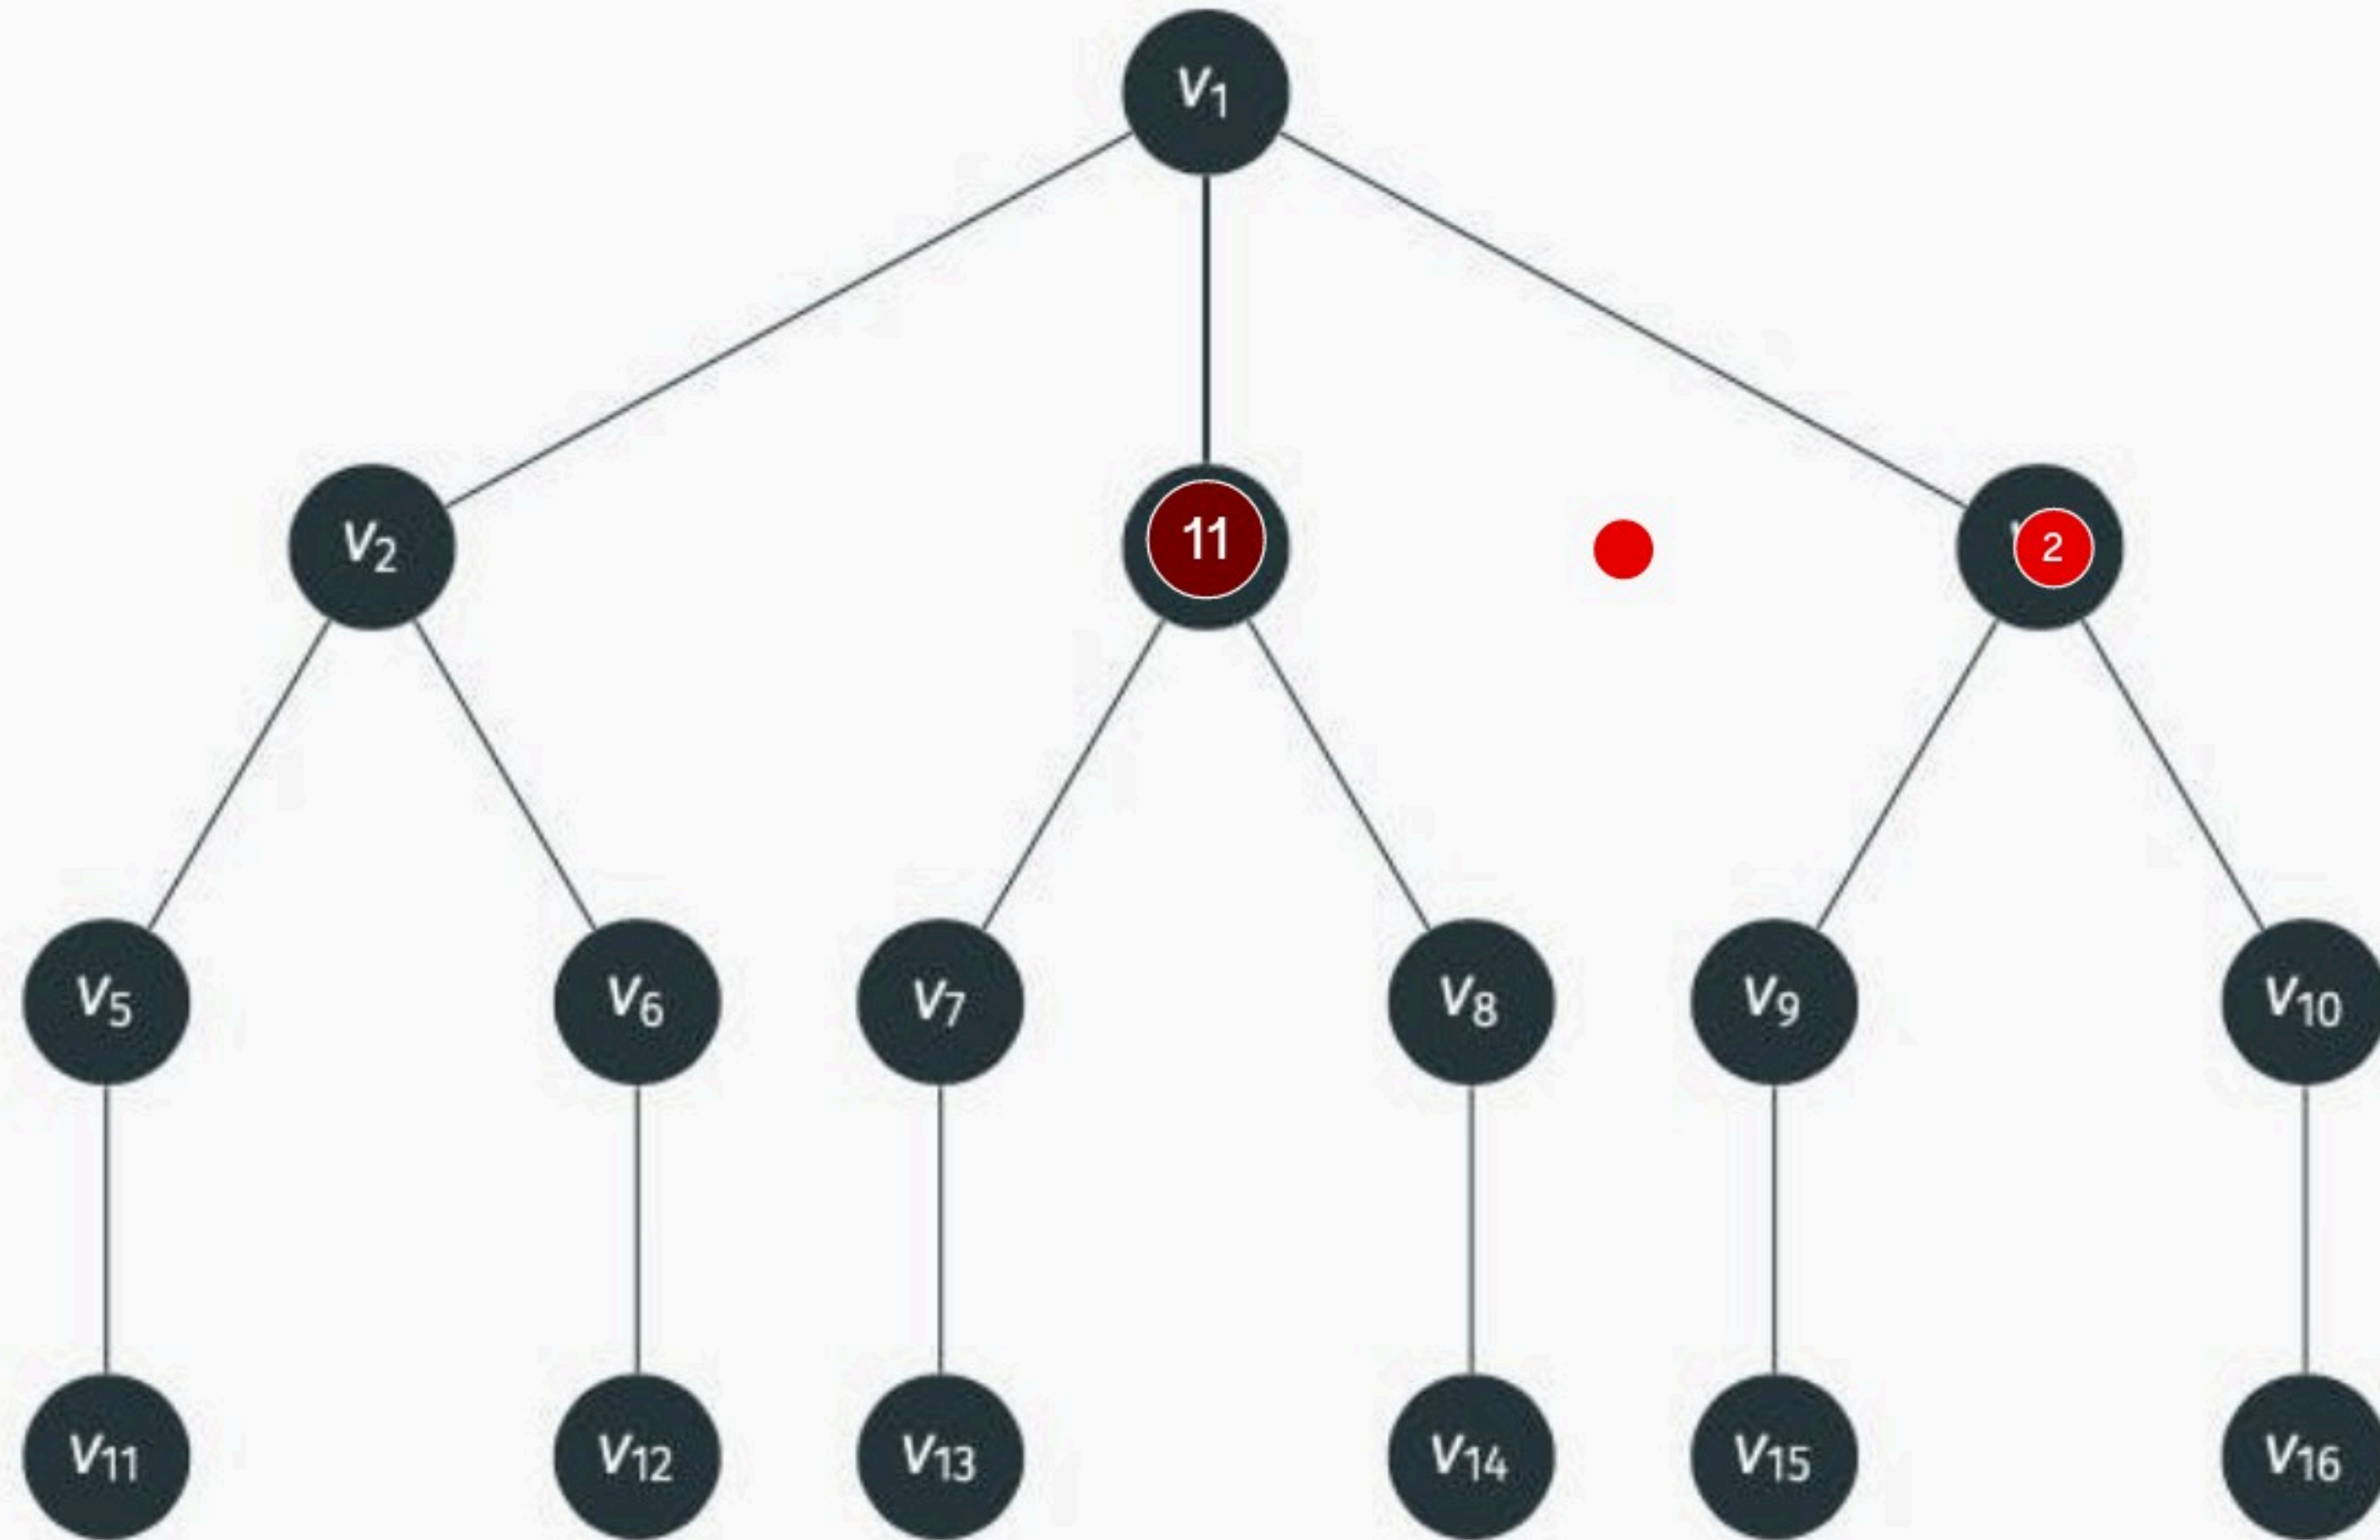 v₁
v₂ 11 2
v₅ v₆ v₇ v₈ v₉ v₁₀
v₁₁ v₁₂ v₁₃ v₁₄ v₁₅ v₁₆